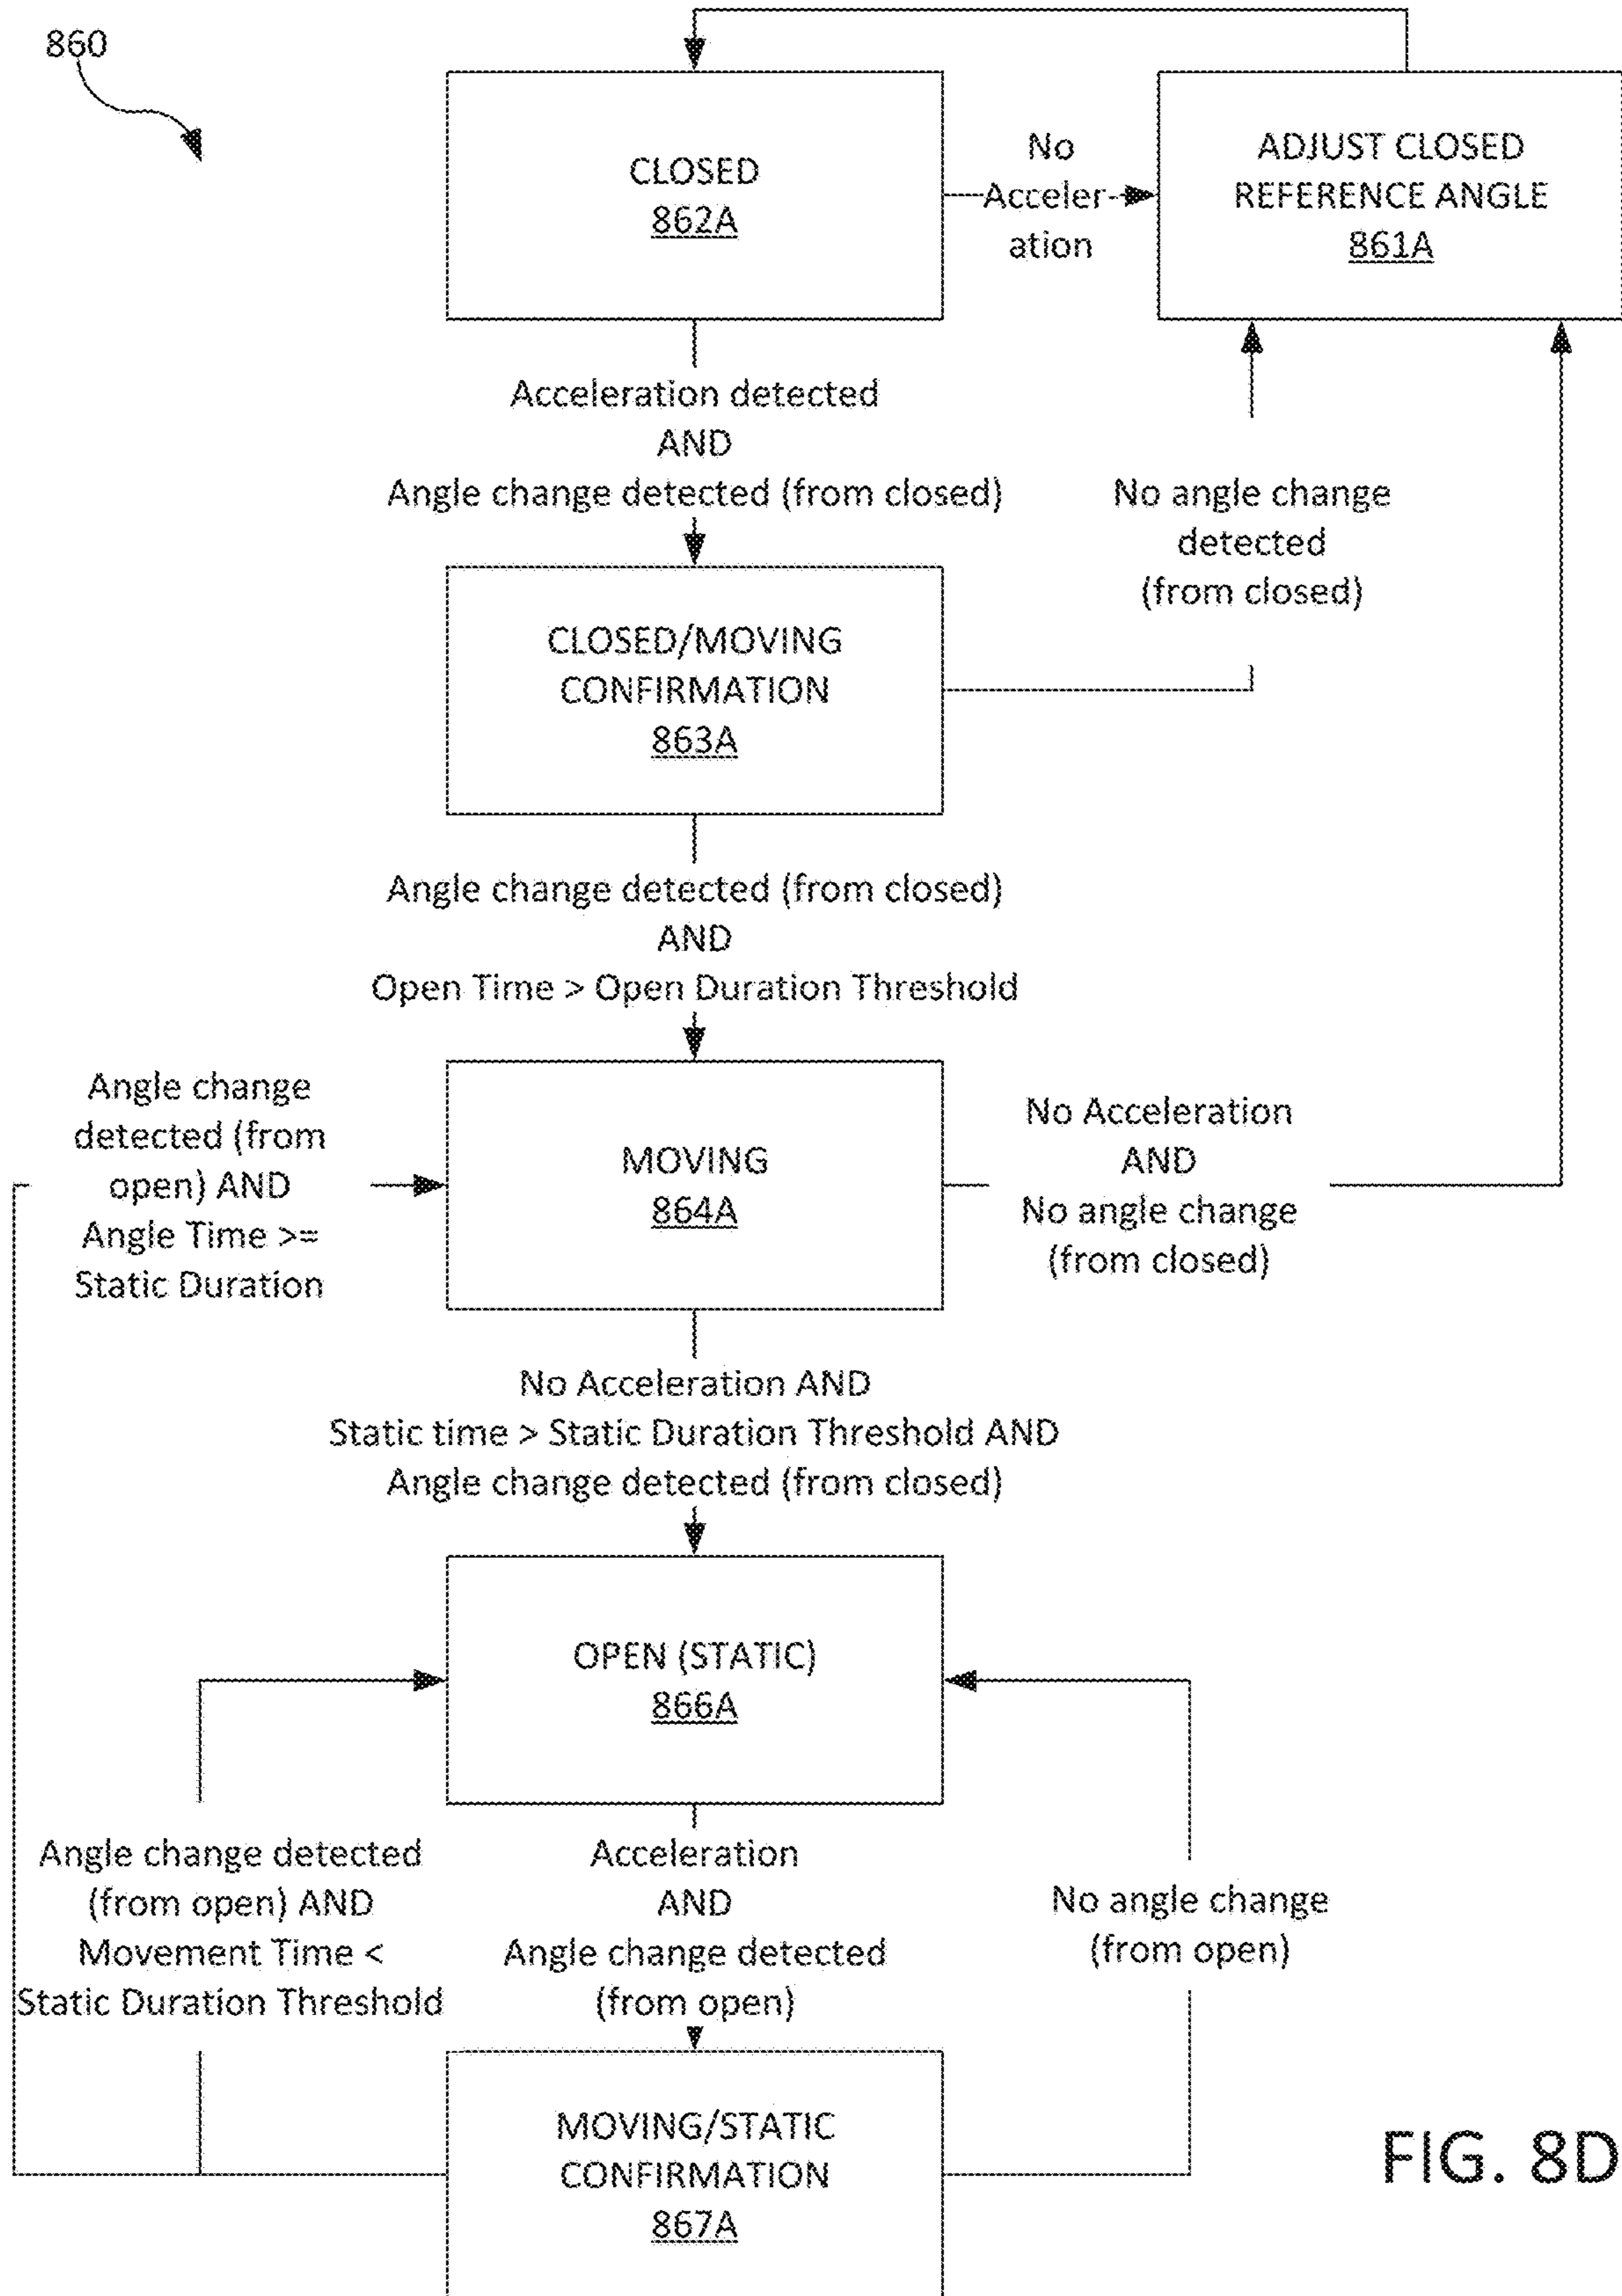 860
CLOSED
862A
No
Acceler-
ation
ADJUST CLOSED
REFERENCE ANGLE
861A
Acceleration detected
AND
Angle change detected (from closed)
No angle change
detected
(from closed)
CLOSED/MOVING
CONFIRMATION
863A
Angle change detected (from closed)
AND
Open Time > Open Duration Threshold
Angle change
detected (from
open) AND
Angle Time >=
Static Duration
MOVING
864A
No Acceleration
AND
No angle change
(from closed)
No Acceleration AND
Static time > Static Duration Threshold AND
Angle change detected (from closed)
OPEN (STATIC)
866A
Angle change detected
(from open) AND
Movement Time <
Static Duration Threshold
Acceleration
AND
Angle change detected
(from open)
No angle change
(from open)
MOVING/STATIC
CONFIRMATION
867A
FIG. 8D